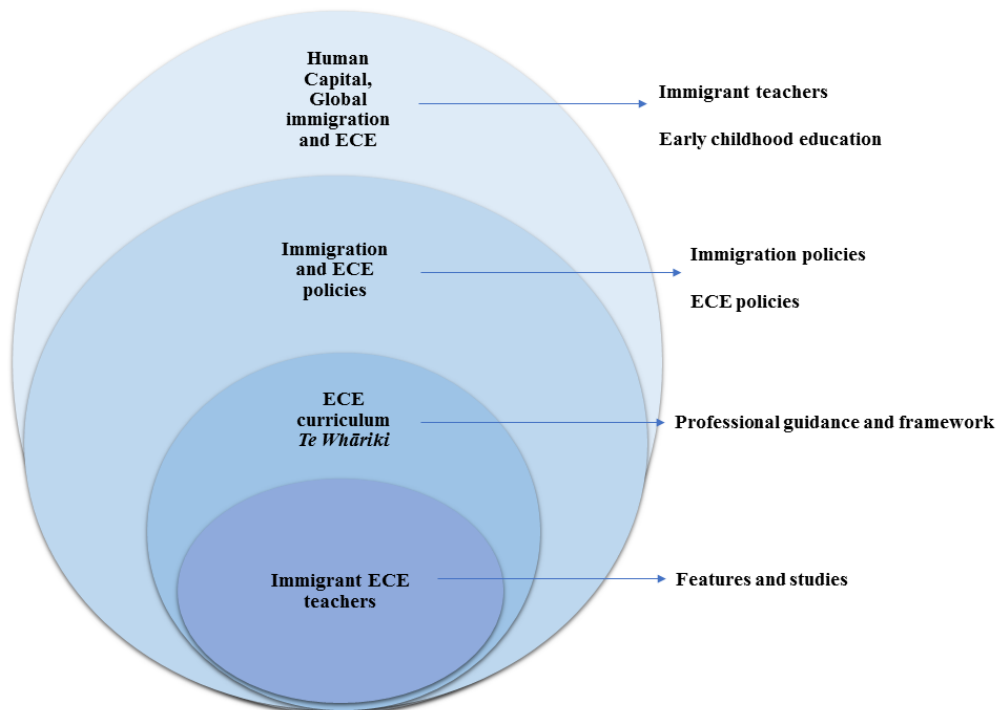 Human
Capital,
Global
immigration
and ECE
Immigrant teachers
Early childhood education
Immigration
and ECE
policies
Immigration policies
ECE policies
ECE
curriculum
Te Whāriki
Professional guidance and framework
Immigrant ECE
teachers
Features and studies